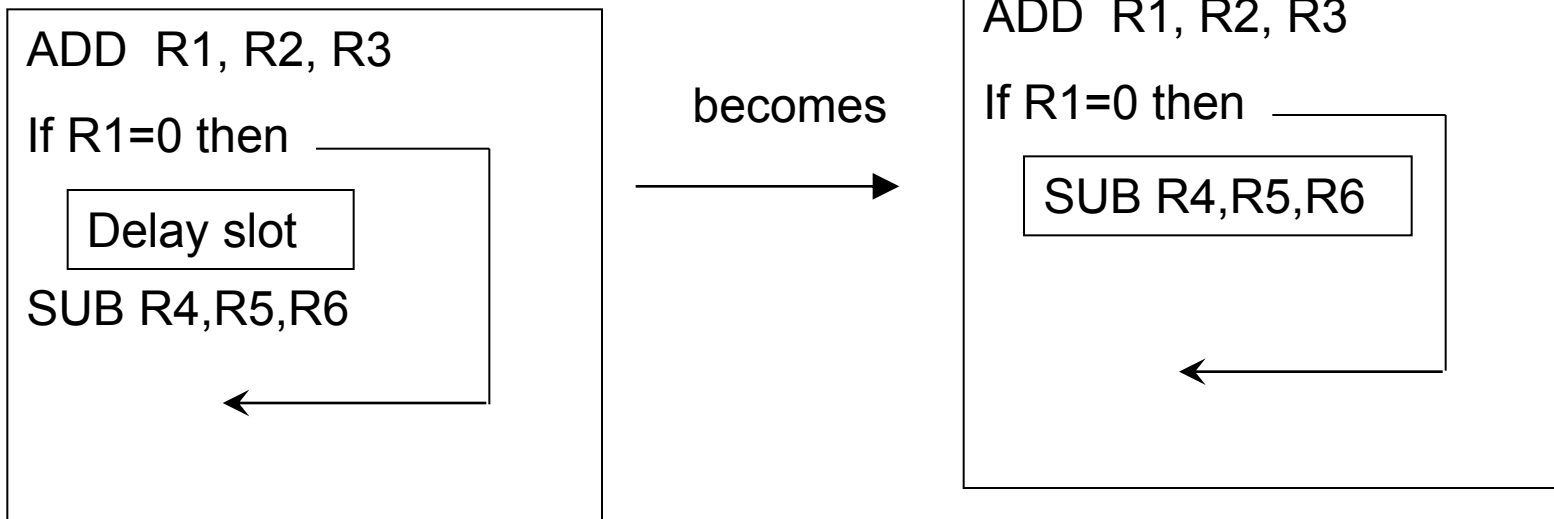 ADD R1, R2, R3
If R1=0 then
Delay slot
SUB R4,R5,R6
becomes
ADD R1, R2, R3
If R1=0 then
SUB R4,R5,R6